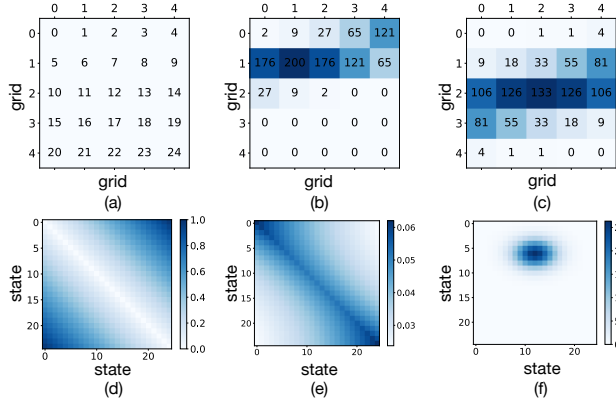 0 1 2 3 4
0 0 1 2 3 4
1 5 6 7 8 9
2 10 11 12 13 14
3 15 16 17 18 19
4 20 21 22 23 24
grid
grid
(a)
0 1 2 3 4
0 2 9 27 65 121
1 176 200 176 121 65
2 27 9 2 0 0
3 0 0 0 0 0
4 0 0 0 0 0
grid
grid
(b)
0 1 2 3 4
0 0 0 1 1 4
1 9 18 33 55 81
2 106 126 133 126 106
3 81 55 33 18 9
4 4 1 1 0 0
grid
grid
(c)
0
5
10
15
20
state
0 10 20
state
1.0
0.8
0.6
0.4
0.2
0.0
(d)
0
5
10
15
20
state
0 10 20
state
0.06
0.05
0.04
0.03
(e)
0
5
10
15
20
state
0 10 20
state
(f)